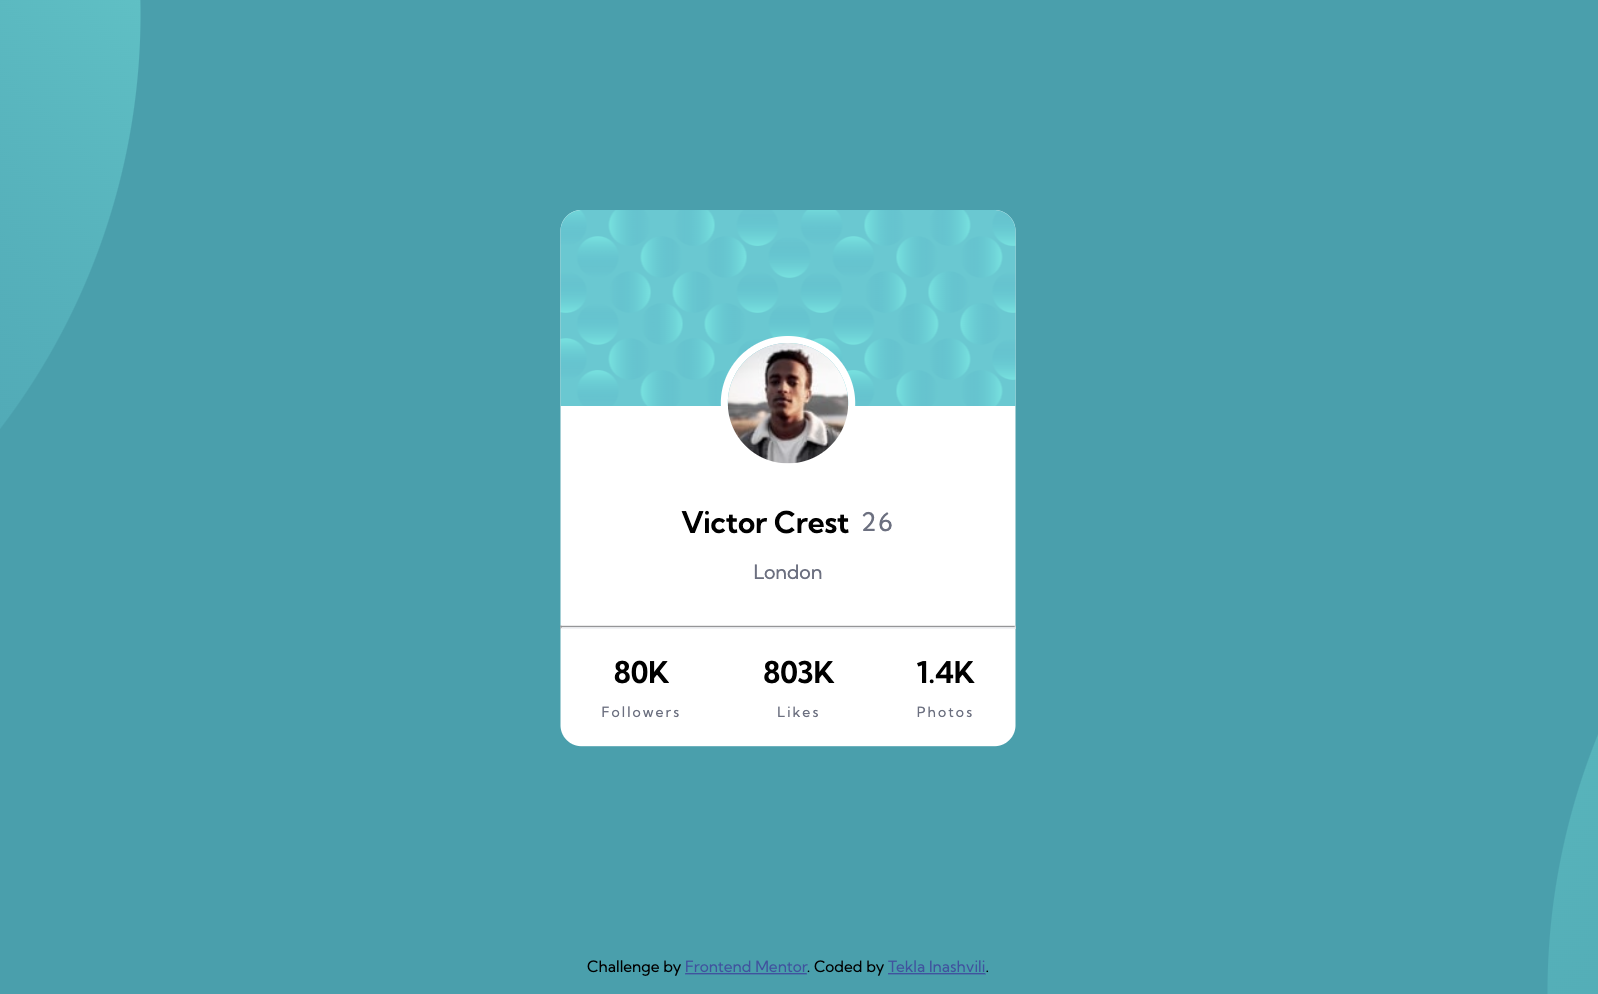 Victor Crest 26
London
80K 803K 1.4K
Followers Likes Photos
Challenge by Frontend Mentor. Coded by Tekla Inashvili.